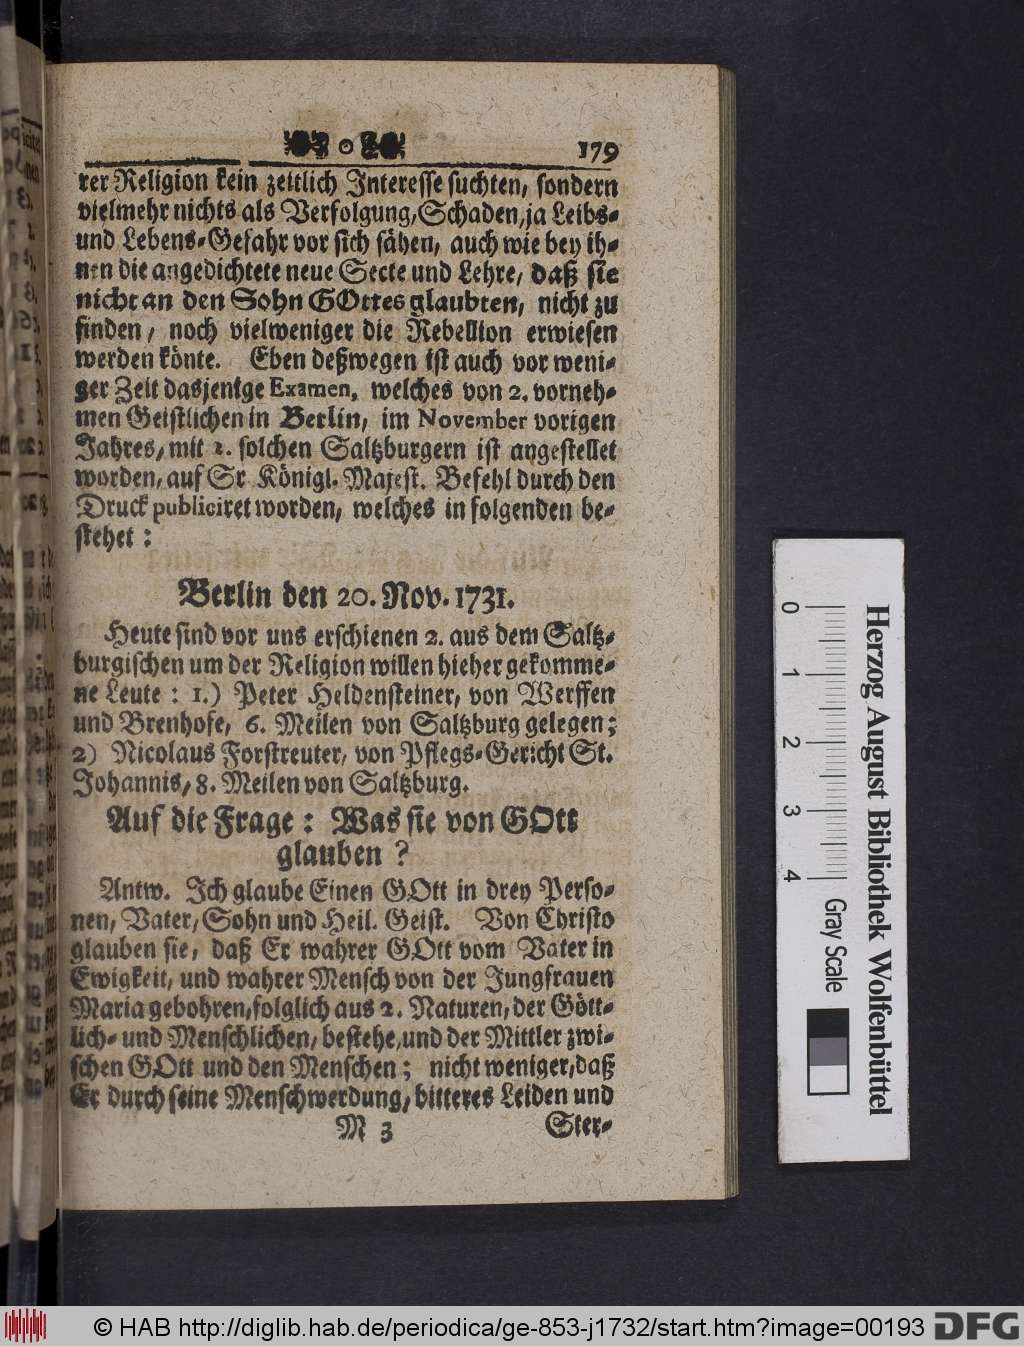 179
rer Religion kein zeitlich Interesse suchten, sondern
vielmehr nichts als Verfolgung, Schaden, ja Leibs-
und Lebens-Gefahr vor sich sähen, auch wie bey ih-
nen die angedichtete neue Secte und Lehre, daß sie
nicht an den Sohn GOttes glaubten, nicht zu
finden, noch vielweniger die Rebellion erwiesen
werden könte. Eben deßwegen ist auch vor weni-
ger Zeit dasjenige Examen, welches von 2. vorneh-
men Geistlichen in Berlin, im November vorigen
Jahres, mit 2. solchen Saltzburgern ist angestellet
worden, auf Sr Königl. Majest. Befehl durch den
Druck publiciret worden, welches in folgenden be-
stehet:
Berlin den 20. Nov. 1731.
Heute sind vor uns erschienen 2. aus dem Saltz-
burgischen um der Religion willen hieher gekomme-
ne Leute: 1.) Peter Heldensteiner, von Werffen
und Brenhofe, 6. Meilen von Saltzburg gelegen;
2) Nicolaus Forstreuter, von Pflegs-Gericht St.
Johannis, 8. Meilen von Saltzburg.
Auf die Frage: Was sie von GOtt
glauben?
Antw. Ich glaube Einen GOtt in drey Perso-
nen, Vater, Sohn und Heil. Geist. Von Christo
glauben sie, daß Er wahrer GOtt vom Vater in
Ewigkeit, und wahrer Mensch von der Jungfrauen
Maria gebohren, folglich aus 2. Naturen, der Gött-
lich- und Menschlichen, bestehe, und der Mittler zwi-
schen GOtt und den Menschen; nicht weniger, daß
Er durch seine Menschwerdung, bitteres Leiden und
M 3 Ster-
0 1 2 3 4
Herzog August Bibliothek Wolfenbüttel
Gray Scale
© HAB http://diglib.hab.de/periodica/ge-853-j1732/start.htm?image=00193
DFG